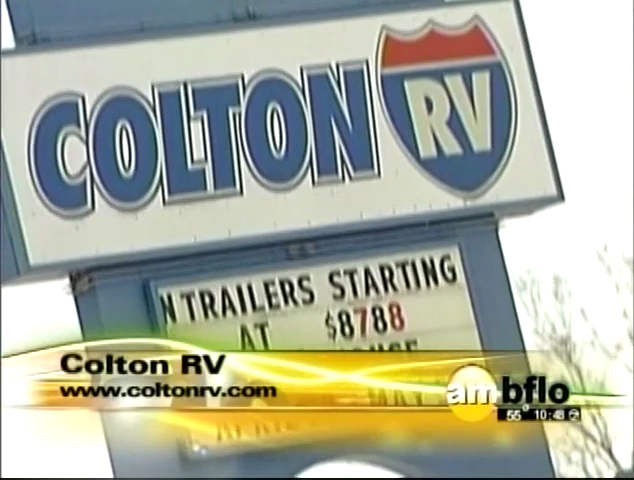 COLTON RV
N TRAILERS STARTING
AT $8788
Colton RV
www.coltonrv.com
am bflo
55° 10:48